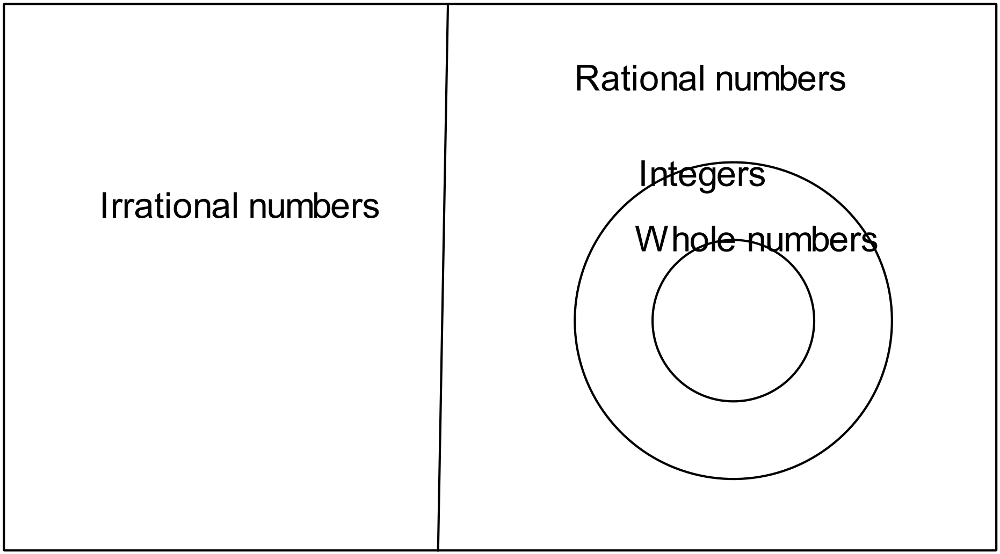 Rational numbers
Integers
Irrational numbers
Whole numbers